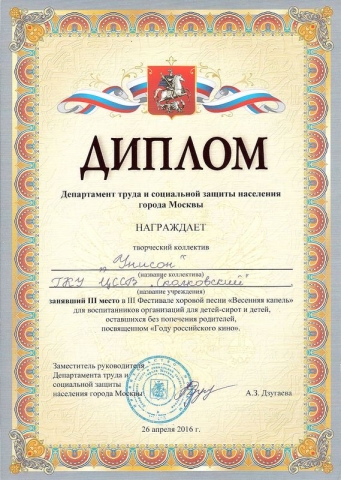 ДИПЛОМ
Департамент труда и социальной защиты населения
города Москвы
НАГРАЖДАЕТ
творческий коллектив
„Унисон"
(название коллектива)
ГКУ ЦССВ „Полковский"
(название учреждения)
занявший III место в III Фестивале хоровой песни «Весенняя капель»
для воспитанников организаций для детей-сирот и детей,
оставшихся без попечения родителей,
посвященном «Году российского кино».
Заместитель руководителя
Департамента труда и
социальной защиты
населения города Москвы
А.З. Дзугаева
26 апреля 2016 г.